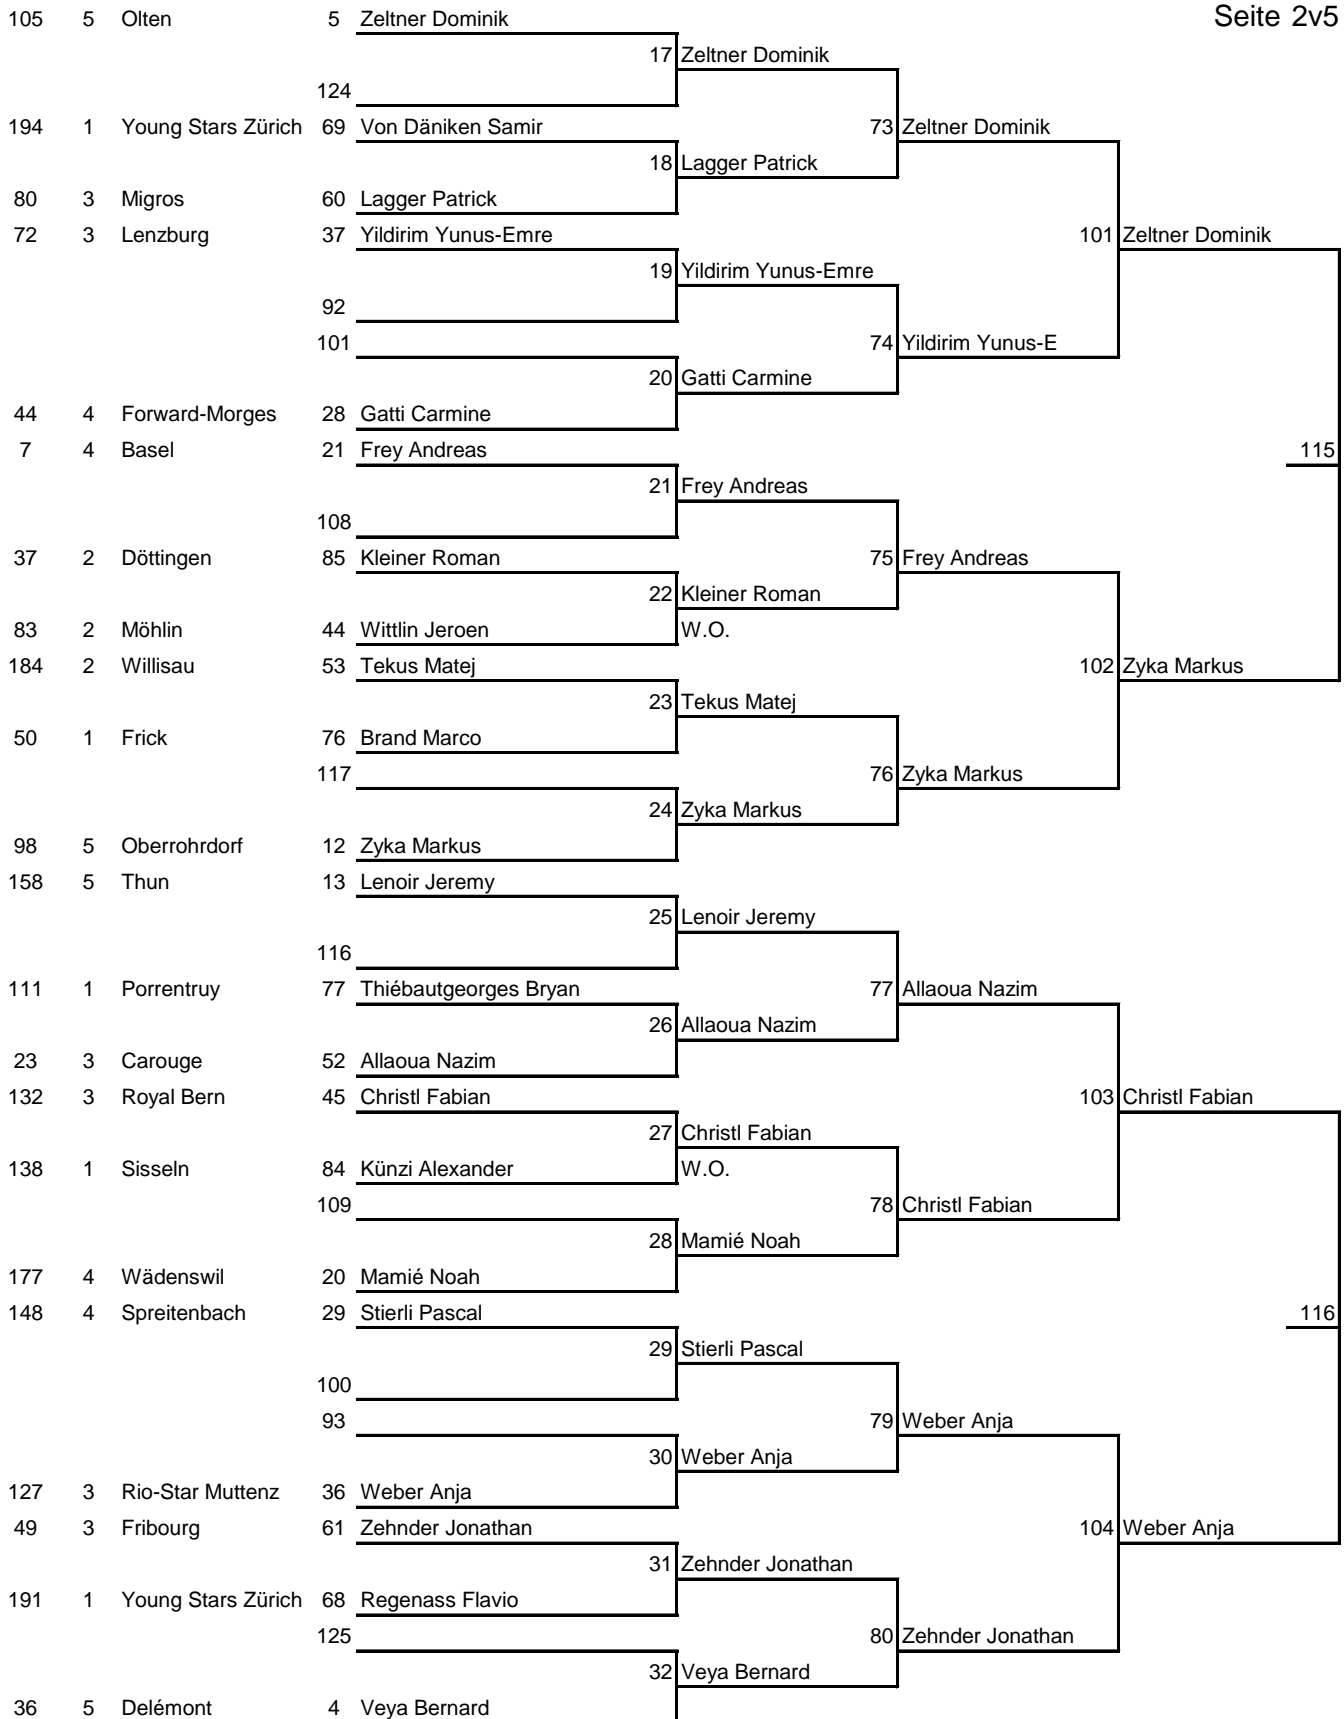 105 5 Olten 5 Zeltner Dominik Seite 2v5
17 Zeltner Dominik
124
194 1 Young Stars Zürich 69 Von Däniken Samir 73 Zeltner Dominik
18 Lagger Patrick
80 3 Migros 60 Lagger Patrick
72 3 Lenzburg 37 Yildirim Yunus-Emre 101 Zeltner Dominik
19 Yildirim Yunus-Emre
92
101 74 Yildirim Yunus-E
20 Gatti Carmine
44 4 Forward-Morges 28 Gatti Carmine
7 4 Basel 21 Frey Andreas 115
21 Frey Andreas
108
37 2 Döttingen 85 Kleiner Roman 75 Frey Andreas
22 Kleiner Roman
83 2 Möhlin 44 Wittlin Jeroen W.O.
184 2 Willisau 53 Tekus Matej 102 Zyka Markus
23 Tekus Matej
50 1 Frick 76 Brand Marco
117 76 Zyka Markus
24 Zyka Markus
98 5 Oberrohrdorf 12 Zyka Markus
158 5 Thun 13 Lenoir Jeremy
25 Lenoir Jeremy
116
111 1 Porrentruy 77 Thiébautgeorges Bryan 77 Allaoua Nazim
26 Allaoua Nazim
23 3 Carouge 52 Allaoua Nazim
132 3 Royal Bern 45 Christl Fabian 103 Christl Fabian
27 Christl Fabian
138 1 Sisseln 84 Künzi Alexander W.O.
109 78 Christl Fabian
28 Mamié Noah
177 4 Wädenswil 20 Mamié Noah
148 4 Spreitenbach 29 Stierli Pascal 116
29 Stierli Pascal
100
93 79 Weber Anja
30 Weber Anja
127 3 Rio-Star Muttenz 36 Weber Anja
49 3 Fribourg 61 Zehnder Jonathan 104 Weber Anja
31 Zehnder Jonathan
191 1 Young Stars Zürich 68 Regenass Flavio
125 80 Zehnder Jonathan
32 Veya Bernard
36 5 Delémont 4 Veya Bernard